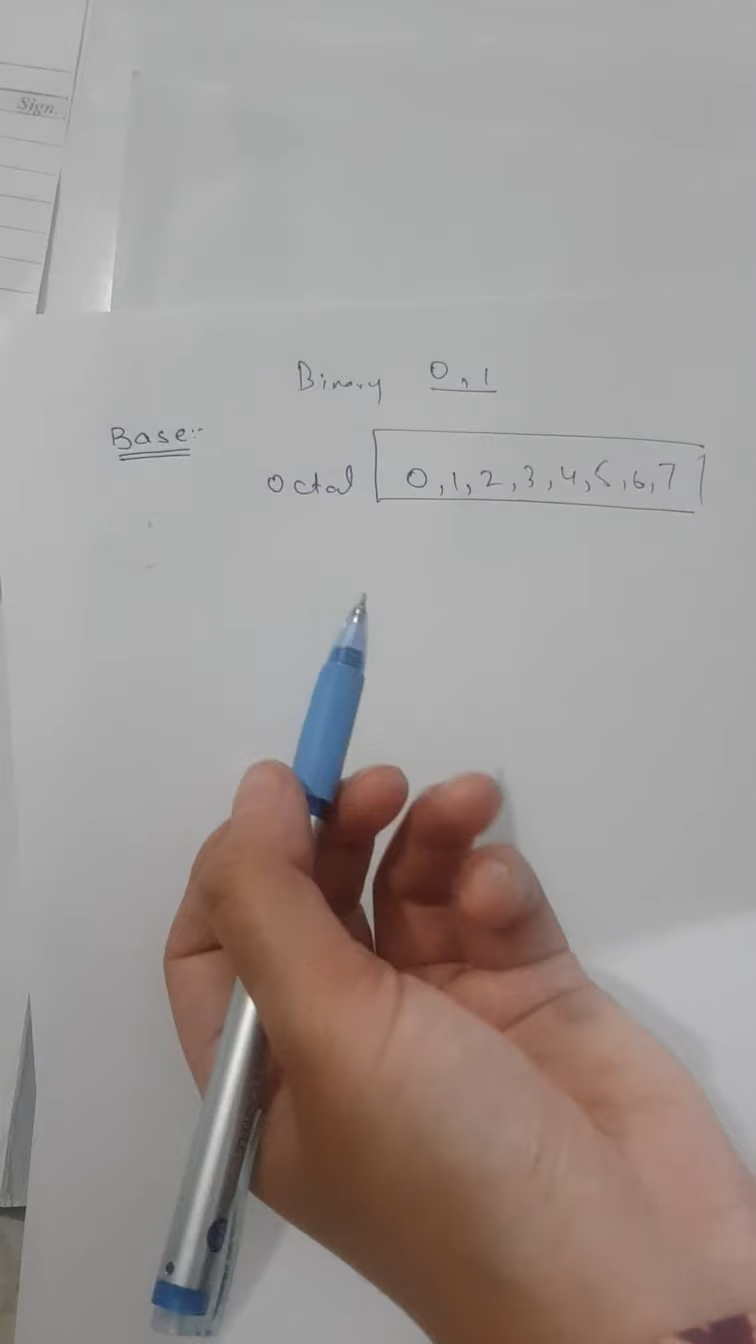 Sign.
Binary 0,1
Base:-
Octal 0,1,2,3,4,5,6,7